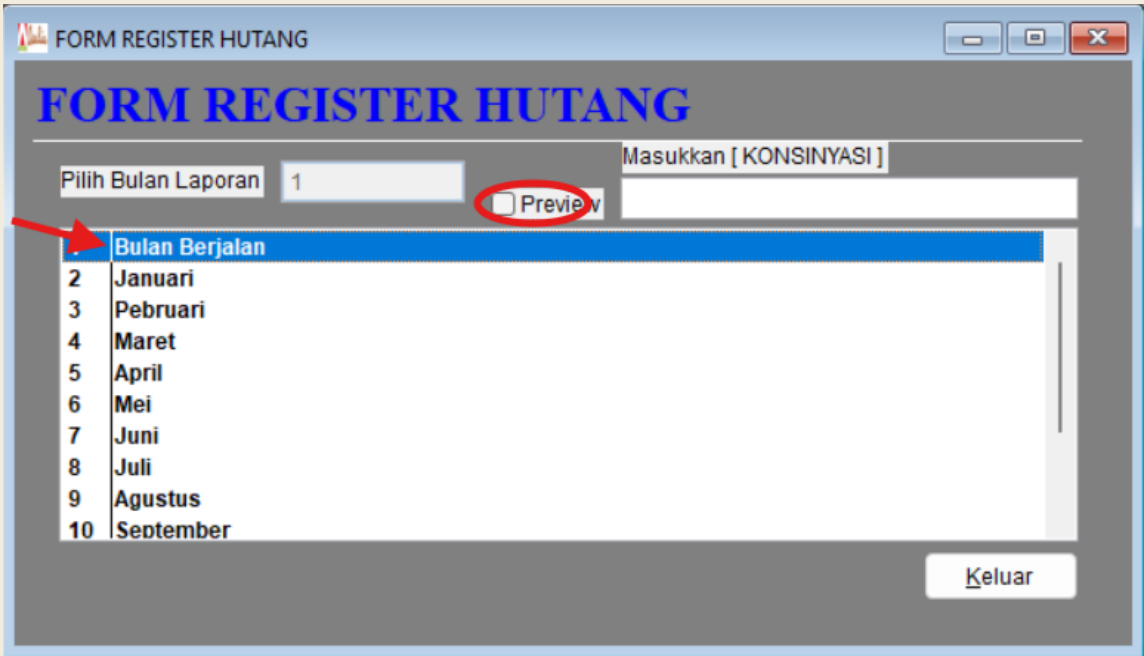 FORM REGISTER HUTANG
FORM REGISTER HUTANG
Masukkan [ KONSINYASI ]
Pilih Bulan Laporan 1
Preview
1 Bulan Berjalan
2 Januari
3 Pebruari
4 Maret
5 April
6 Mei
7 Juni
8 Juli
9 Agustus
10 September
Keluar